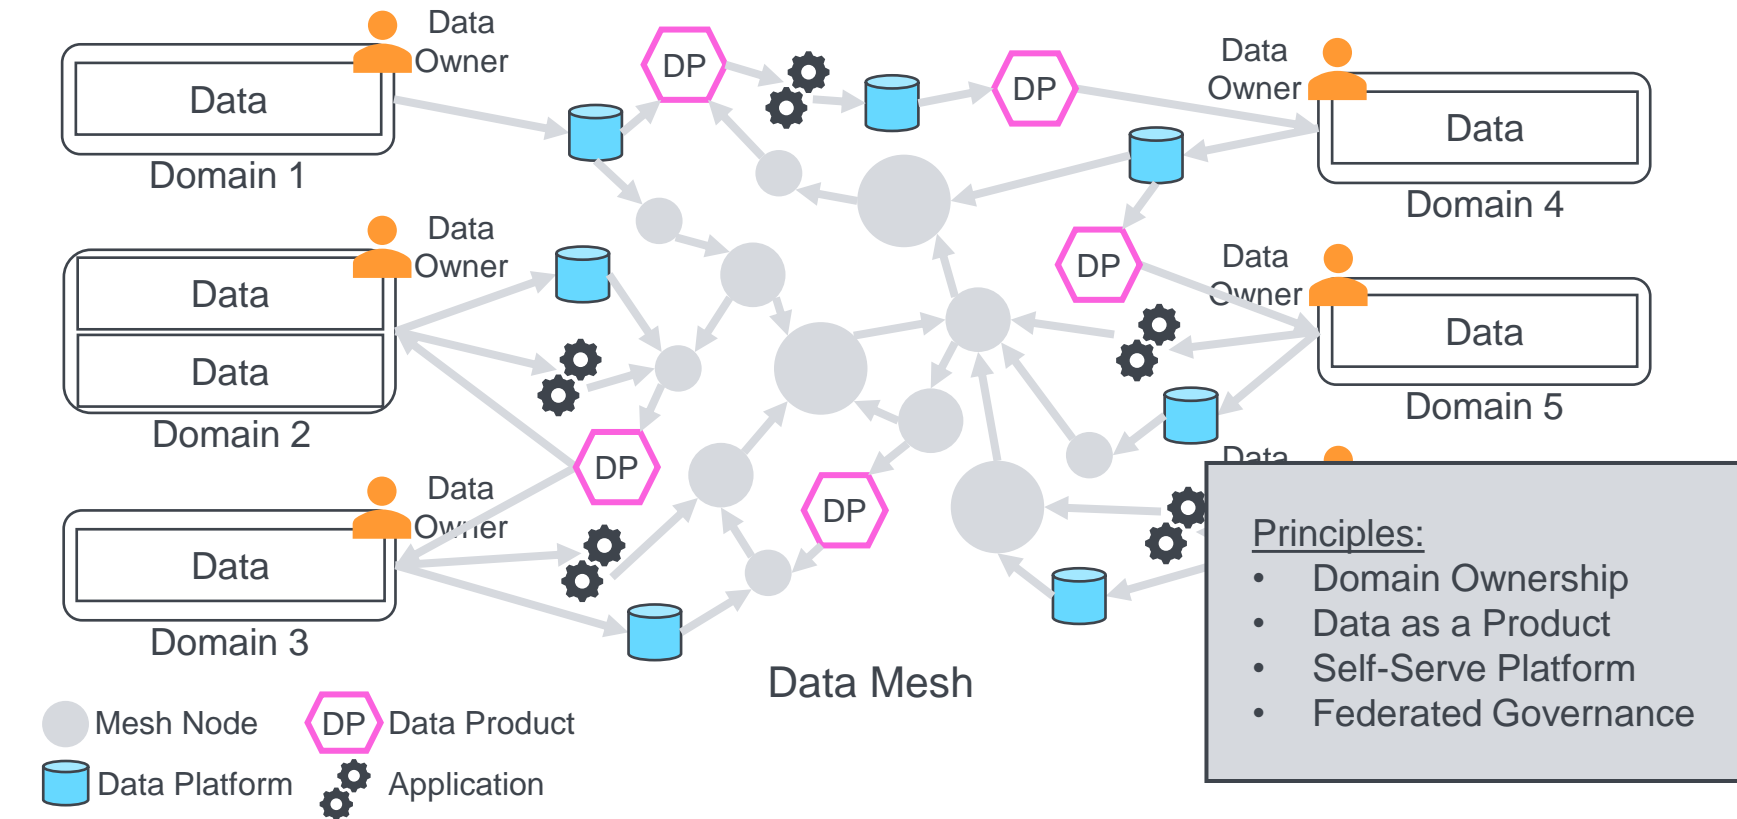 Data
Owner
Data
Domain 1
DP
DP
Data
Owner
Data
Domain 4
Data
Owner
Data
Data
Domain 2
DP
Data
Owner
Data
Domain 5
DP
Data
Owner
Data
Domain 3
DP
Data
Data Mesh
Principles:
• Domain Ownership
• Data as a Product
• Self-Serve Platform
• Federated Governance
Mesh Node
DP Data Product
Data Platform
Application